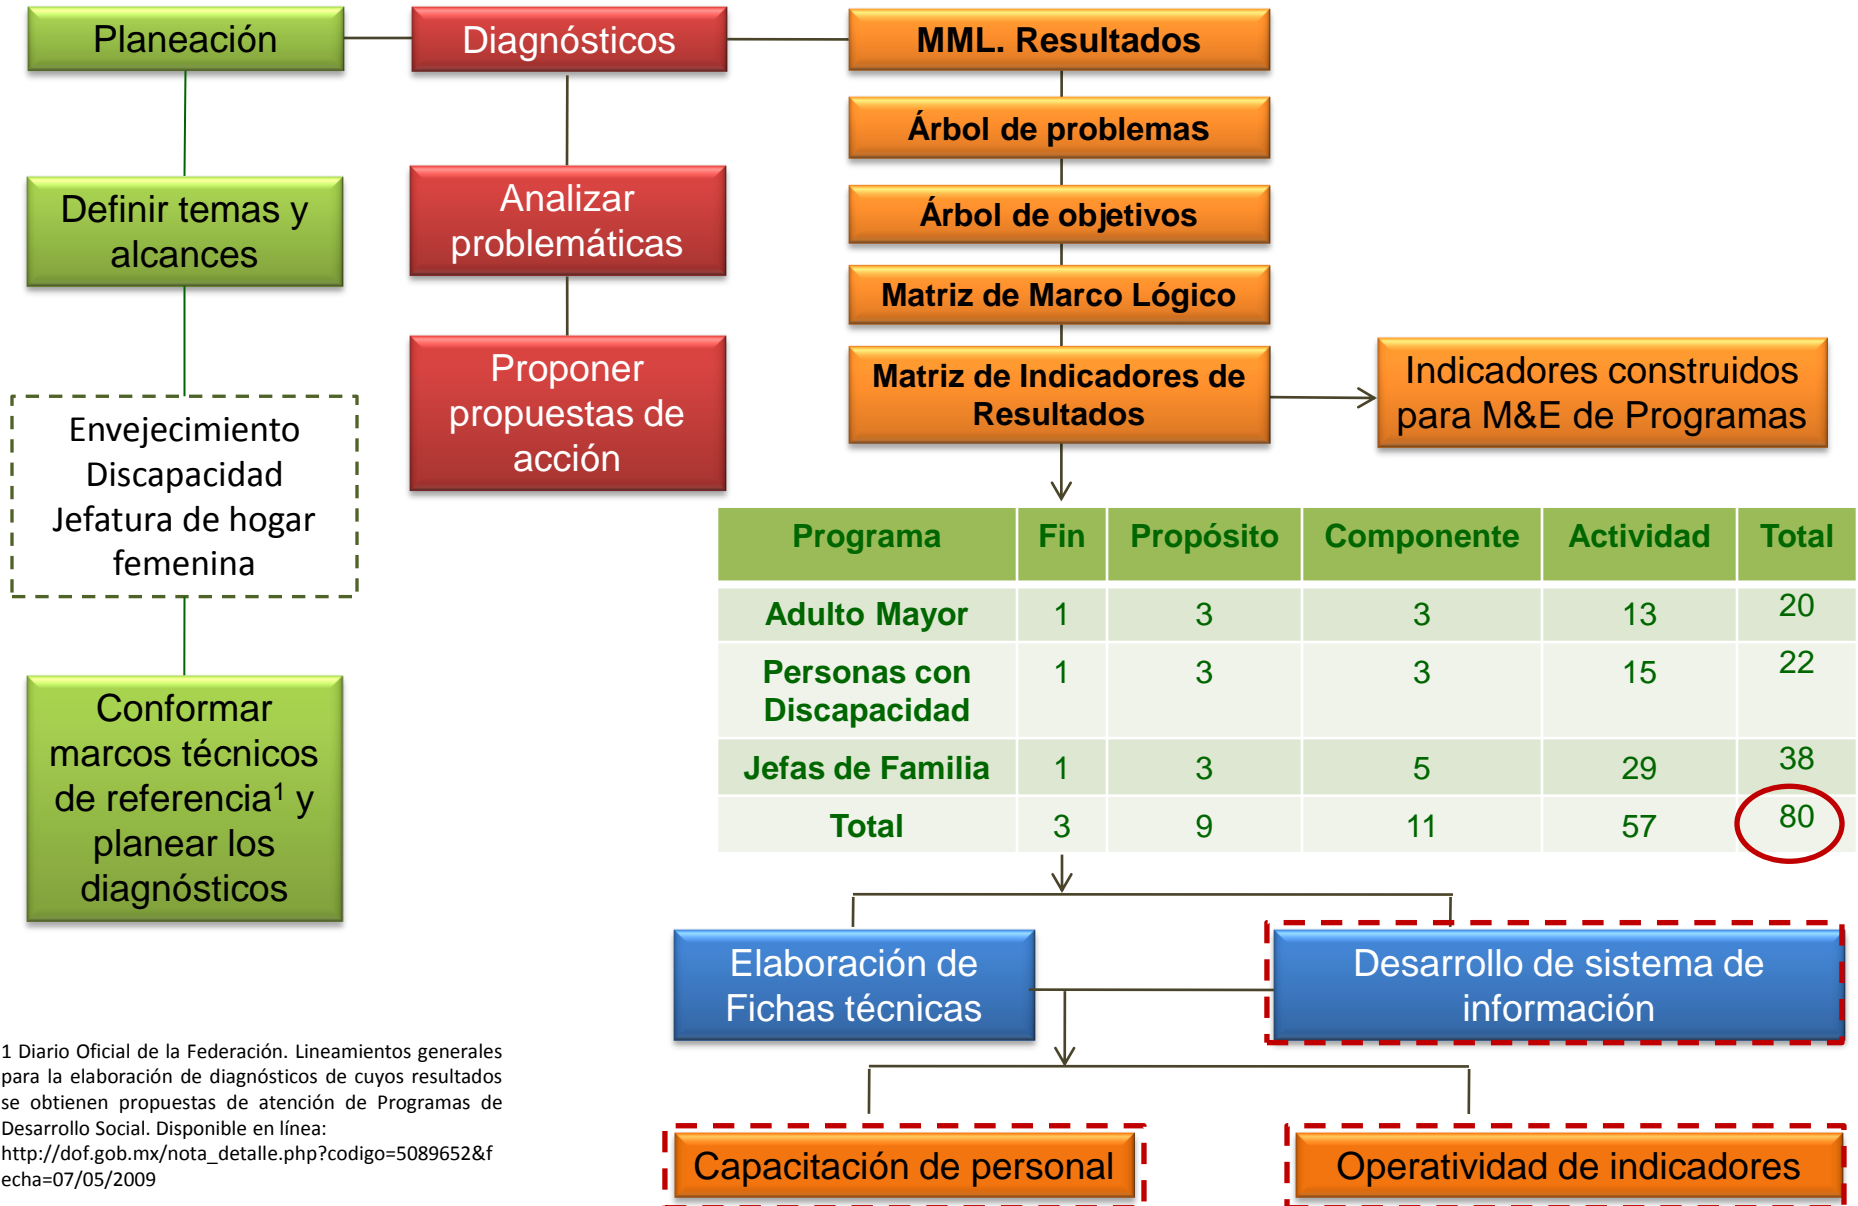 Planeación
Diagnósticos
MML. Resultados
Árbol de problemas
Definir temas y
alcances
Analizar
problemáticas
Árbol de objetivos
Matriz de Marco Lógico
Proponer
propuestas de
acción
Matriz de Indicadores de
Resultados
Indicadores construidos
para M&E de Programas
Envejecimiento
Discapacidad
Jefatura de hogar
femenina
Conformar
marcos técnicos
de referencia1 y
planear los
diagnósticos
Programa Fin Propósito Componente Actividad Total
Adulto Mayor 1 3 3 13 20
Personas con 1 3 3 15 22
Discapacidad
Jefas de Familia 1 3 5 29 38
Total 3 9 11 57 80
Elaboración de
Fichas técnicas
Desarrollo de sistema de
información
Capacitación de personal
Operatividad de indicadores
1 Diario Oficial de la Federación. Lineamientos generales
para la elaboración de diagnósticos de cuyos resultados
se obtienen propuestas de atención de Programas de
Desarrollo Social. Disponible en línea:
http://dof.gob.mx/nota_detalle.php?codigo=5089652&f
echa=07/05/2009